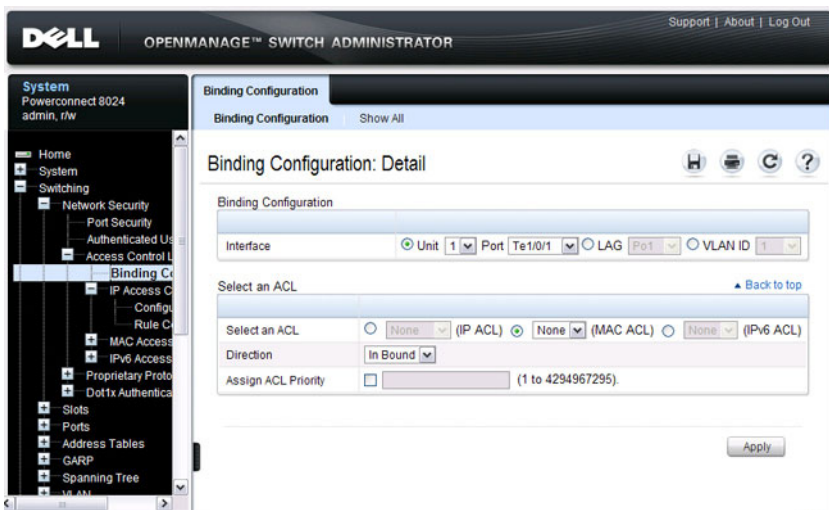 Support | About | Log Out
DELL OPENMANAGE™ SWITCH ADMINISTRATOR
System
Powerconnect 8024
admin, r/w
Home
System
Switching
Network Security
Port Security
Authenticated Us
Access Control L
Binding Co
IP Access C
Configu
Rule Co
MAC Access
IPv6 Access
Proprietary Proto
Dot1x Authentica
Slots
Ports
Address Tables
GARP
Spanning Tree
VLAN
Binding Configuration
Binding Configuration Show All
Binding Configuration: Detail
Binding Configuration
Interface Unit 1 Port Te1/0/1 LAG Po1 VLAN ID 1
Select an ACL Back to top
Select an ACL None (IP ACL) None (MAC ACL) None (IPv6 ACL)
Direction In Bound
Assign ACL Priority (1 to 4294967295).
Apply